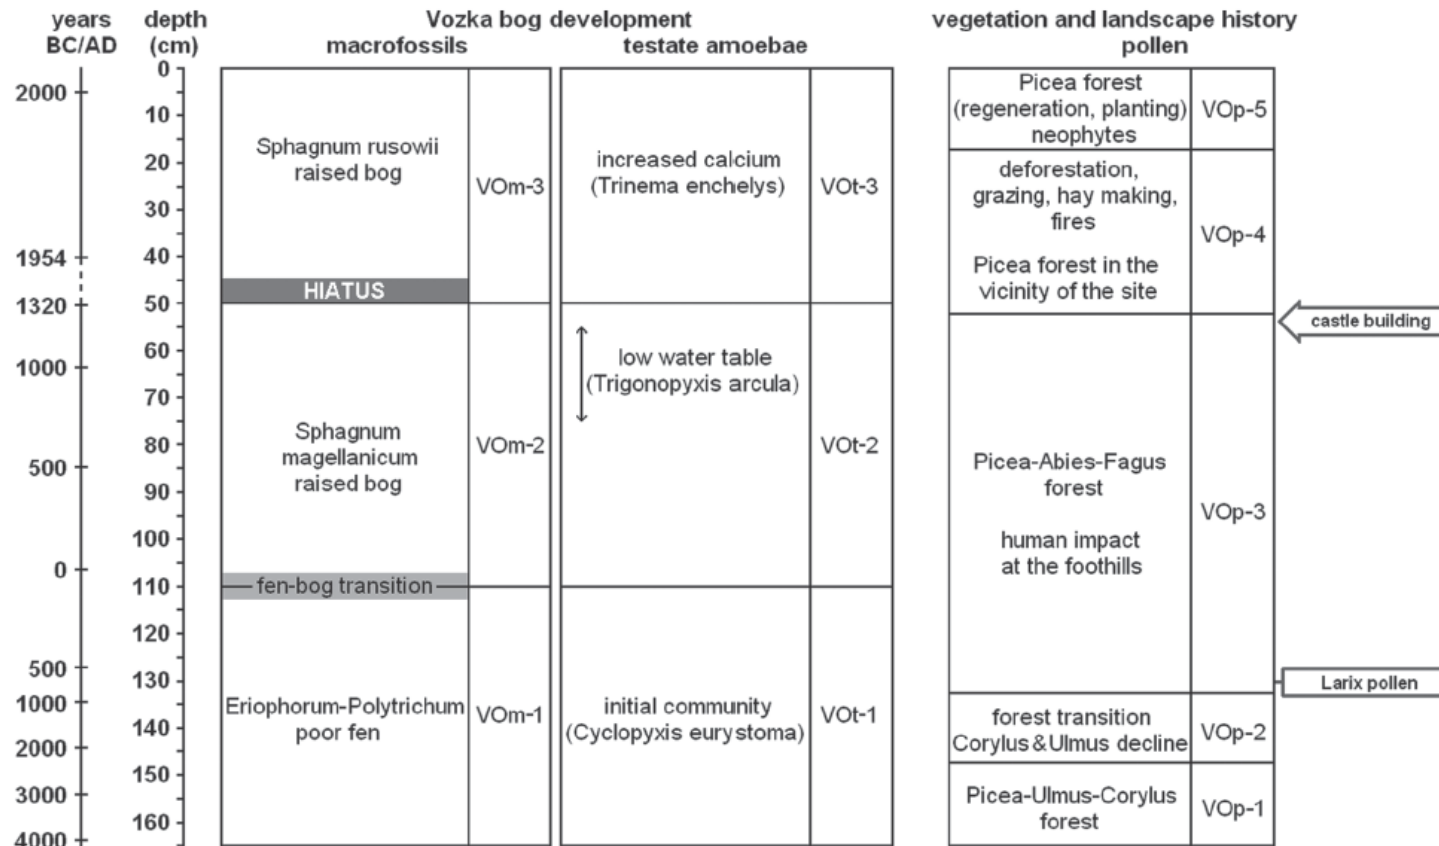 years
BC/AD
depth
(cm)
Vozka bog development
macrofossils
testate amoebae
vegetation and landscape history
pollen
2000
1954
1320
1000
500
0
500
1000
2000
3000
4000
0
10
20
30
40
50
60
70
80
90
100
110
120
130
140
150
160
Sphagnum rusowii
raised bog
VOm-3
HIATUS
Sphagnum
magellanicum
raised bog
VOm-2
fen-bog transition
Eriophorum-Polytrichum
poor fen
VOm-1
increased calcium
(Trinema enchelys)
VOt-3
low water table
(Trigonopyxis arcula)
VOt-2
initial community
(Cyclopyxis eurystoma)
VOt-1
Picea forest
(regeneration, planting)
neophytes
VOp-5
deforestation,
grazing, hay making,
fires
Picea forest in the
vicinity of the site
VOp-4
castle building
Picea-Abies-Fagus
forest
human impact
at the foothills
VOp-3
Larix pollen
forest transition
Corylus&Ulmus decline
VOp-2
Picea-Ulmus-Corylus
forest
VOp-1